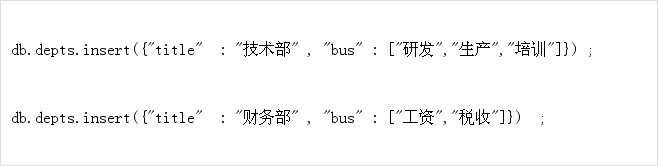 db.depts.insert({"title"  : "技术部" , "bus" : ["研发","生产","培训"]}) ;
db.depts.insert({"title"  : "财务部" , "bus" : ["工资","税收"]})  ;